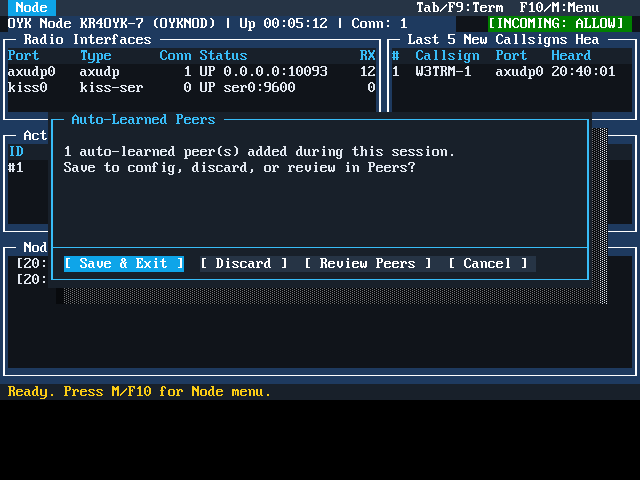 Node Tab/F9:Term F10/M:Menu
OYK Node KR4OYK-7 (OYKNOD) | Up 00:05:12 | Conn: 1 [INCOMING: ALLOW]
Radio Interfaces
Port Type Conn Status RX
axudp0 axudp 1 UP 0.0.0.0:10093 12
kiss0 kiss-ser 0 UP ser0:9600 0
Last 5 New Callsigns Hea
# Callsign Port Heard
1 W3TRM-1 axudp0 20:40:01
Act
ID
#1
Auto-Learned Peers
1 auto-learned peer(s) added during this session.
Save to config, discard, or review in Peers?
[ Save & Exit ] [ Discard ] [ Review Peers ] [ Cancel ]
Nod
[20:
[20:
Ready. Press M/F10 for Node menu.